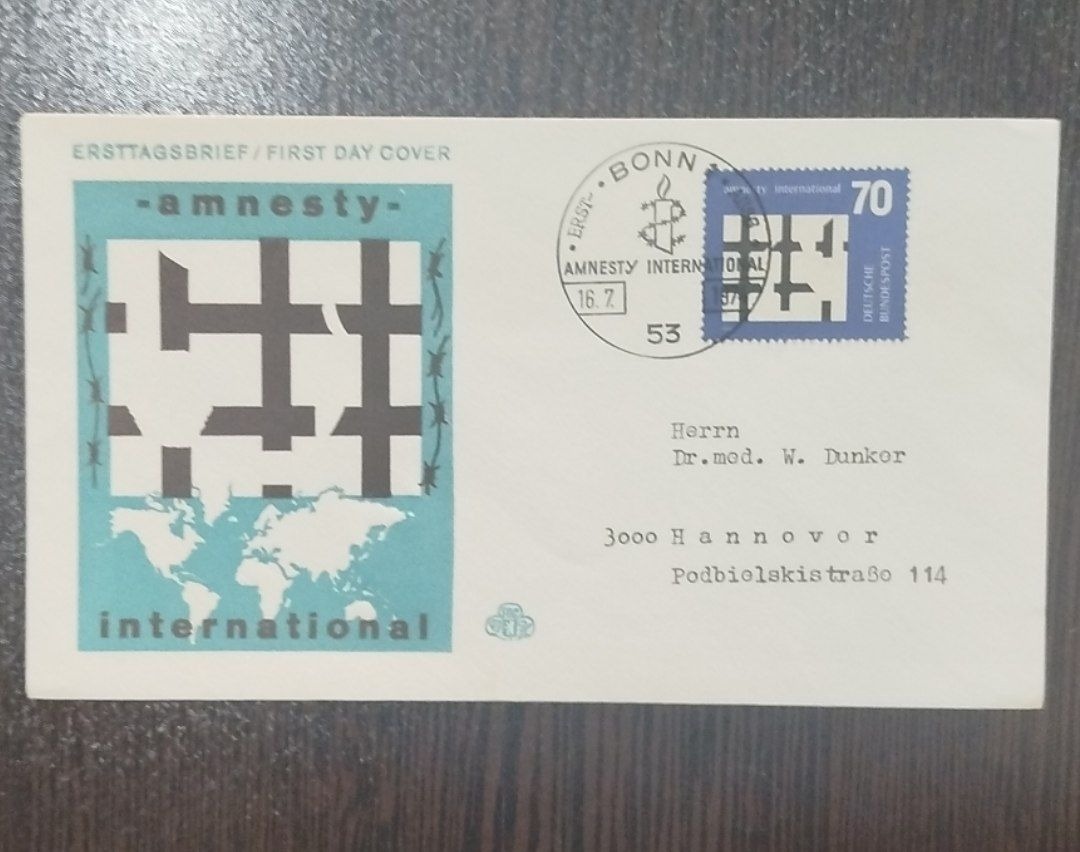 ERSTTAGSBRIEF / FIRST DAY COVER
-amnesty-
international
BONN 1
ERST-
AMNESTY INTERNATIONAL
16.7.
53
amnesty international
70
DEUTSCHE
BUNDESPOST
Herrn
Dr.med. W. Dunker
3000 Hannover
Podbielskistraße 114